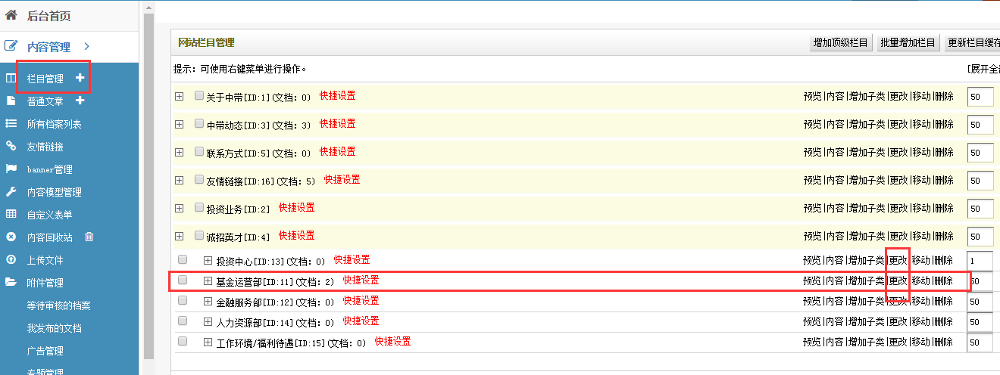 后台首页
内容管理
栏目管理
普通文章
所有档案列表
友情链接
banner管理
内容模型管理
自定义表单
内容回收站
上传文件
附件管理
等待审核的档案
我发布的文档
广告管理
专题管理
网站栏目管理 增加顶级栏目 批量增加栏目 更新栏目缓存
提示：可使用右键菜单进行操作。 [展开全部
关于中带[ID:1](文档：0) 快捷设置 预览|内容|增加子类|更改|移动|删除 50
中带动态[ID:3](文档：3) 快捷设置 预览|内容|增加子类|更改|移动|删除 50
联系方式[ID:5](文档：0) 快捷设置 预览|内容|增加子类|更改|移动|删除 50
友情链接[ID:16](文档：5) 快捷设置 预览|内容|增加子类|更改|移动|删除 50
投资业务[ID:2] 快捷设置 预览|内容|增加子类|更改|移动|删除 50
诚招英才[ID:4] 快捷设置 预览|内容|增加子类|更改|移动|删除 50
投资中心[ID:13](文档：0) 快捷设置 预览|内容|增加子类|更改|移动|删除 1
基金运营部[ID:11](文档：2) 快捷设置 预览|内容|增加子类|更改|移动|删除 50
金融服务部[ID:12](文档：0) 快捷设置 预览|内容|增加子类|更改|移动|删除 50
人力资源部[ID:14](文档：0) 快捷设置 预览|内容|增加子类|更改|移动|删除 50
工作环境/福利待遇[ID:15](文档：0) 快捷设置 预览|内容|增加子类|更改|移动|删除 50